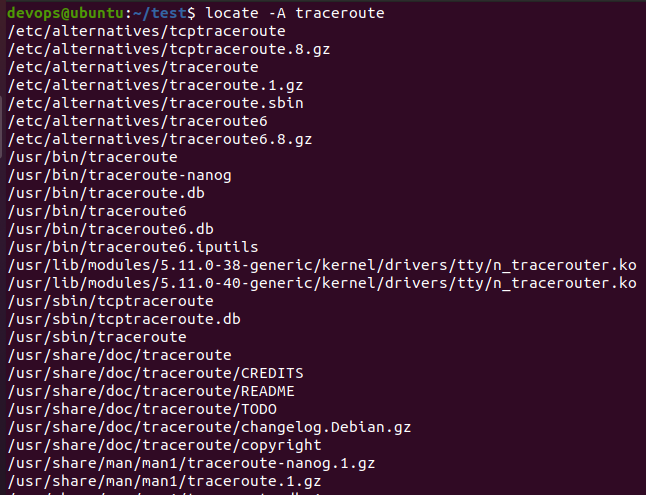 devops@ubuntu:~/test$ locate -A traceroute
/etc/alternatives/tcptraceroute
/etc/alternatives/tcptraceroute.8.gz
/etc/alternatives/traceroute
/etc/alternatives/traceroute.1.gz
/etc/alternatives/traceroute.sbin
/etc/alternatives/traceroute6
/etc/alternatives/traceroute6.8.gz
/usr/bin/traceroute
/usr/bin/traceroute-nanog
/usr/bin/traceroute.db
/usr/bin/traceroute6
/usr/bin/traceroute6.db
/usr/bin/traceroute6.iputils
/usr/lib/modules/5.11.0-38-generic/kernel/drivers/tty/n_tracerouter.ko
/usr/lib/modules/5.11.0-40-generic/kernel/drivers/tty/n_tracerouter.ko
/usr/sbin/tcptraceroute
/usr/sbin/tcptraceroute.db
/usr/sbin/traceroute
/usr/share/doc/traceroute
/usr/share/doc/traceroute/CREDITS
/usr/share/doc/traceroute/README
/usr/share/doc/traceroute/TODO
/usr/share/doc/traceroute/changelog.Debian.gz
/usr/share/doc/traceroute/copyright
/usr/share/man/man1/traceroute-nanog.1.gz
/usr/share/man/man1/traceroute.1.gz